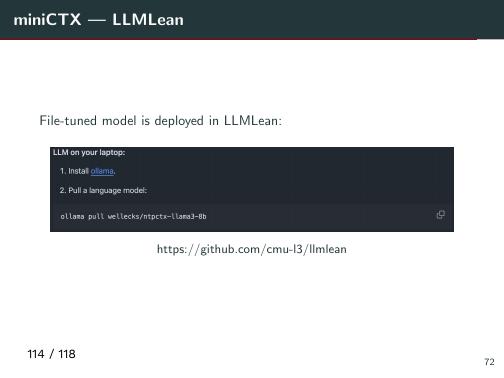 miniCTX — LLMLean
File-tuned model is deployed in LLMLean:
LLM on your laptop:
1. Install ollama.
2. Pull a language model:
ollama pull wellecks/ntpctx-llama3-8b
https://github.com/cmu-l3/llmlean
114 / 118
72